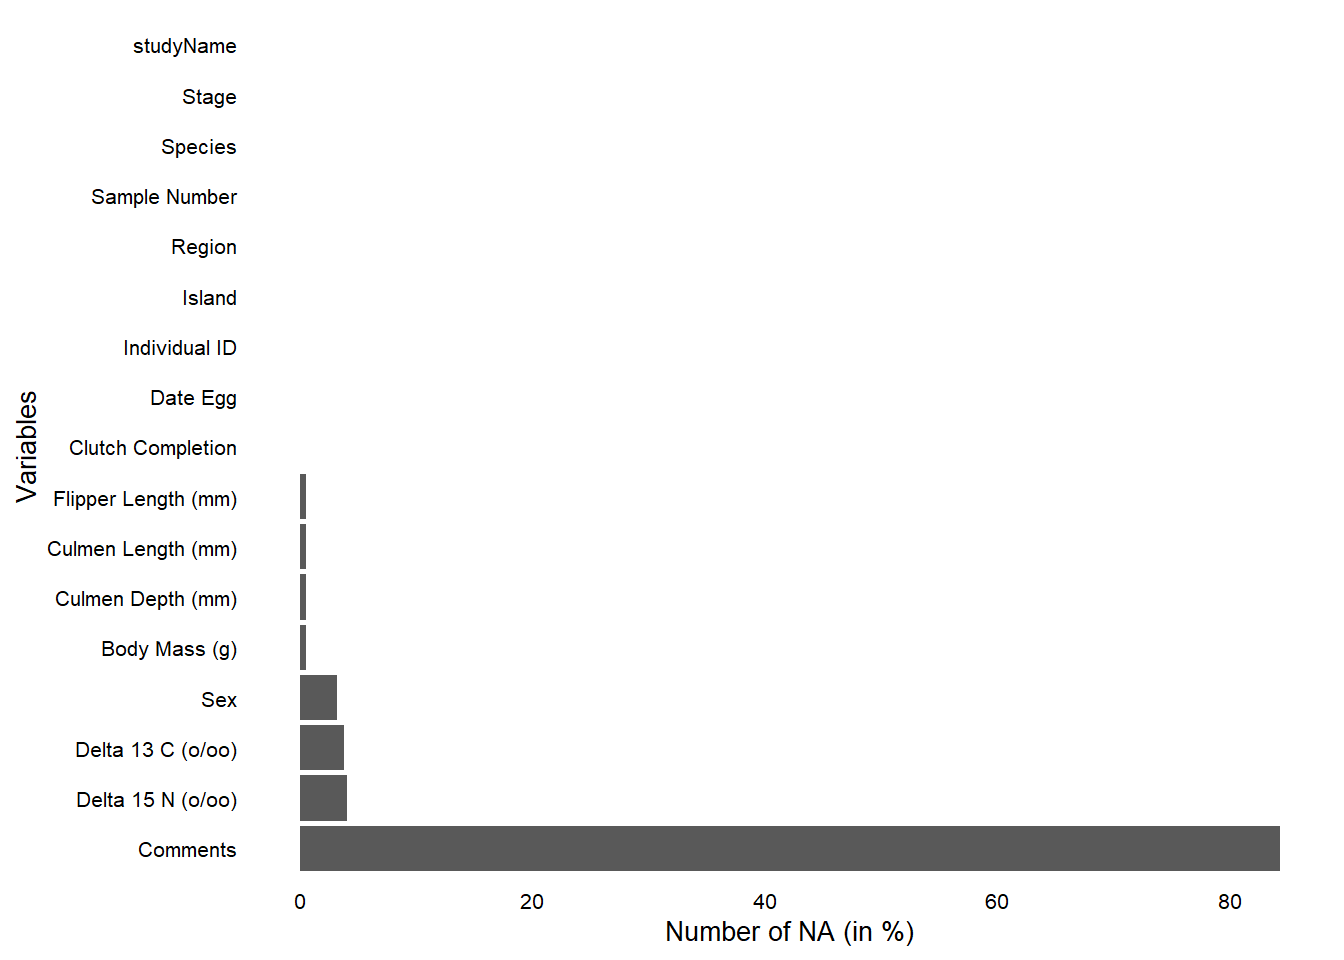 studyName
Stage
Species
Sample Number
Region
Island
Individual ID
Date Egg
Clutch Completion
Flipper Length (mm)
Culmen Length (mm)
Culmen Depth (mm)
Body Mass (g)
Sex
Delta 13 C (o/oo)
Delta 15 N (o/oo)
Comments
Variables
0 20 40 60 80
Number of NA (in %)